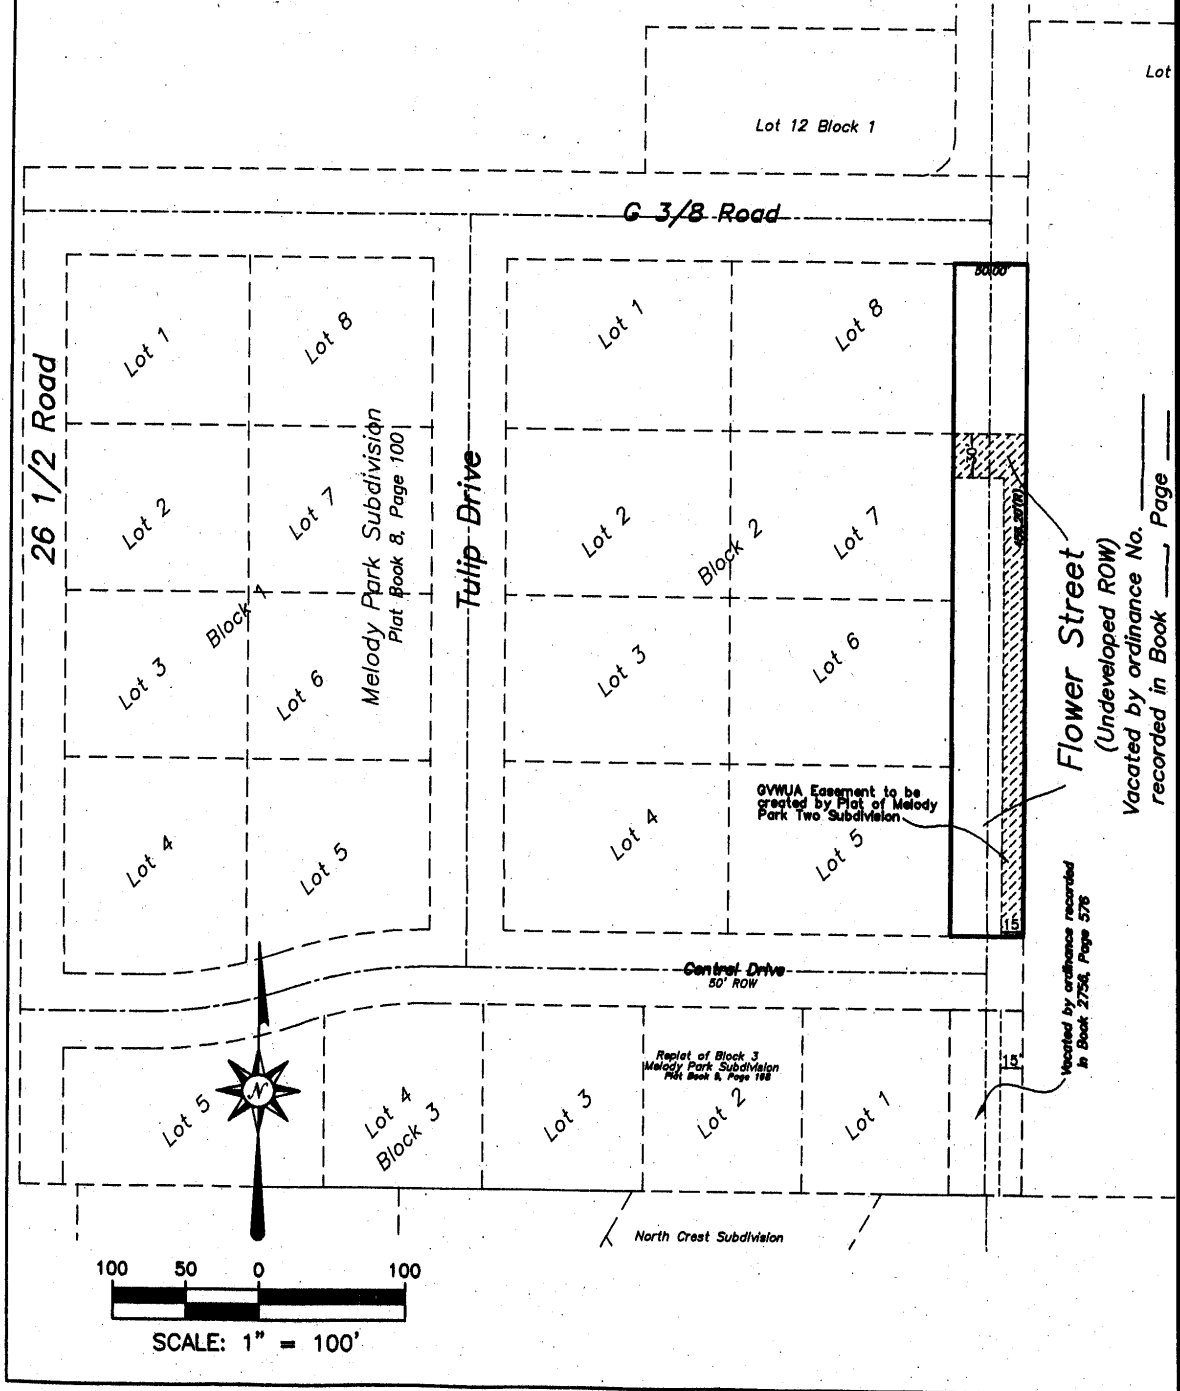 Lot
Lot 12 Block 1
G 3/8 Road
50.00'
Lot 1
Lot 8
Lot 1
Lot 8
26 1/2 Road
Melody Park Subdivision
Plat Book 8, Page 100
Tulip Drive
30'
Lot 2
Lot 7
Lot 2
Block 2
Lot 7
Flower Street
(Undeveloped ROW)
Vacated by ordinance No. ______
recorded in Book ____, Page ____
Block 1
Lot 3
Lot 6
Lot 3
Lot 6
GVWUA Easement to be
created by Plat of Melody
Park Two Subdivision
Lot 4
Lot 5
Lot 4
Lot 5
15'
Vacated by ordinance recorded
in Book 2756, Page 576
Central Drive
50' ROW
Replat of Block 3
Melody Park Subdivision
15'
Lot 5
N
Lot 4
Block 3
Lot 3
Lot 2
Lot 1
North Crest Subdivision
100 50 0 100
SCALE: 1" = 100'